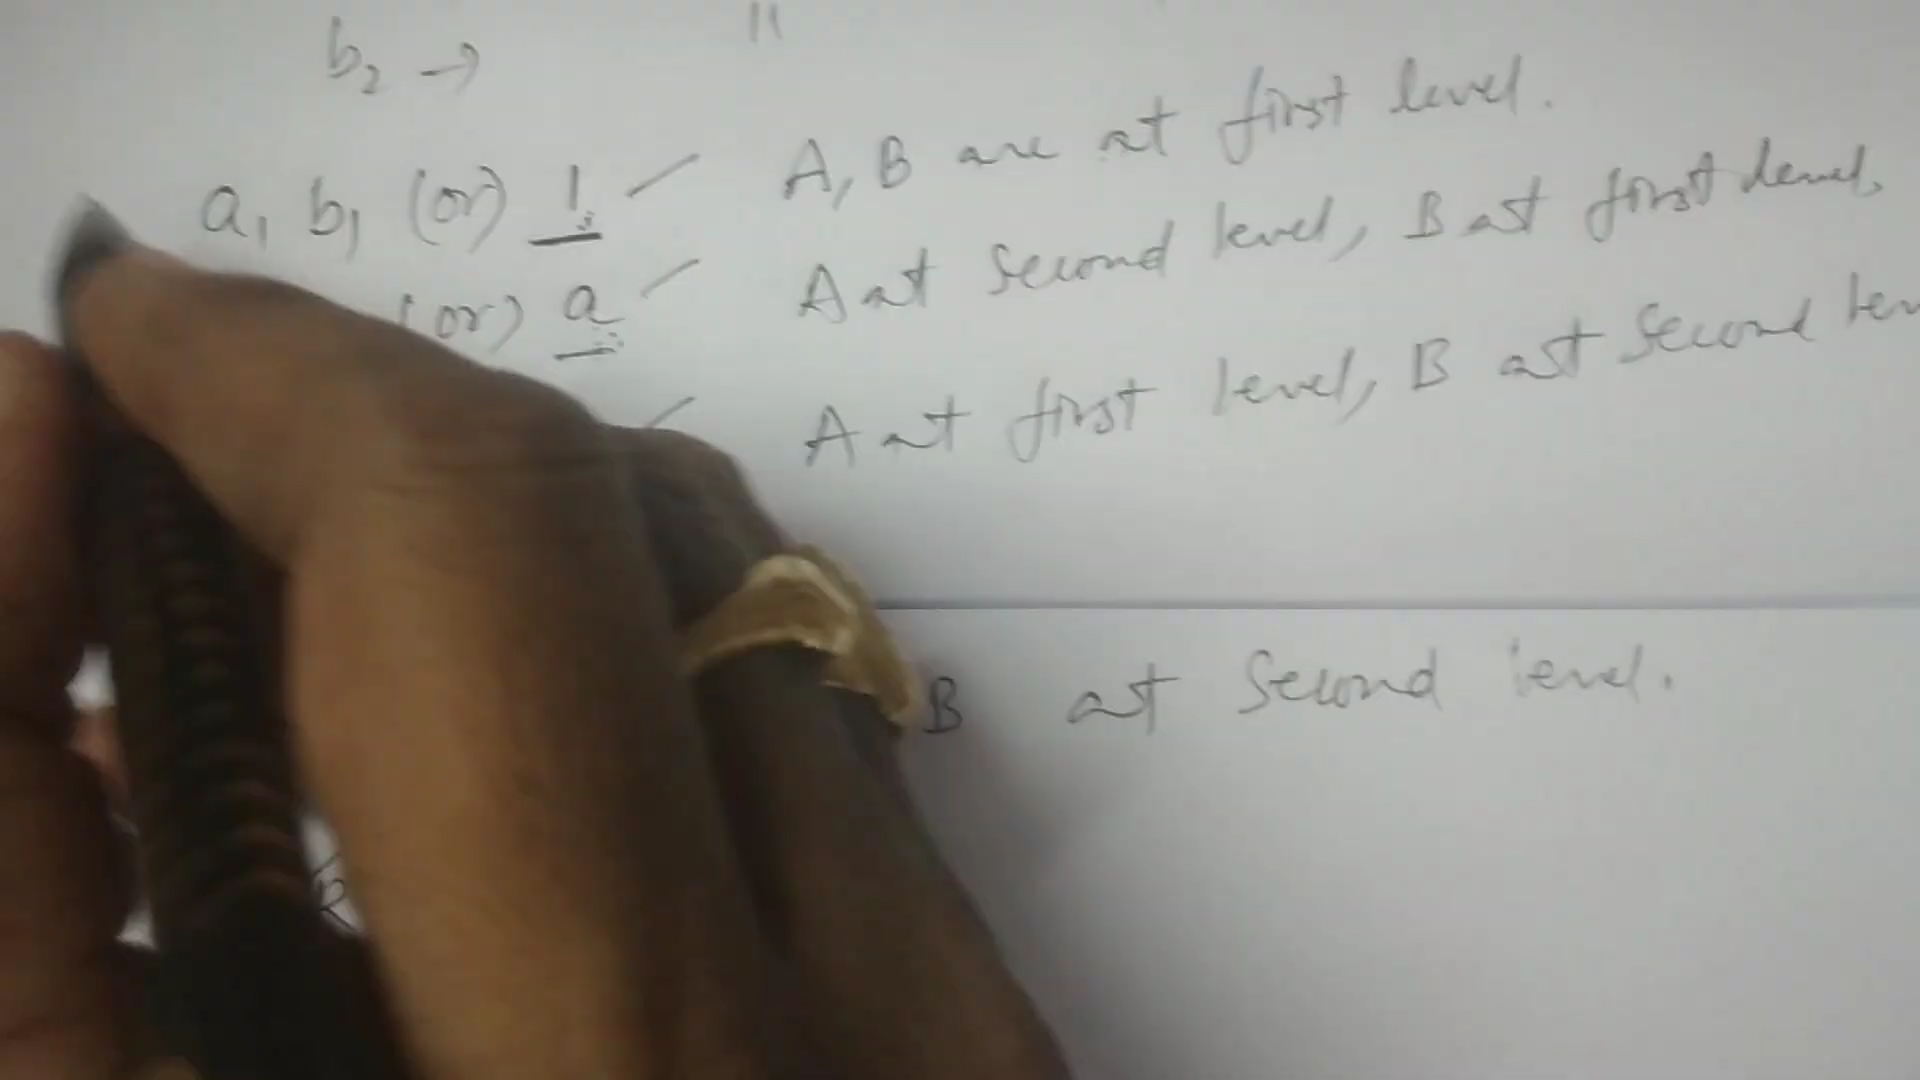 b2 →
a1 b1 (or) 1 A, B are at first level.
(or) a A at second level, B at first level,
A at first level, B at second
B at second level.